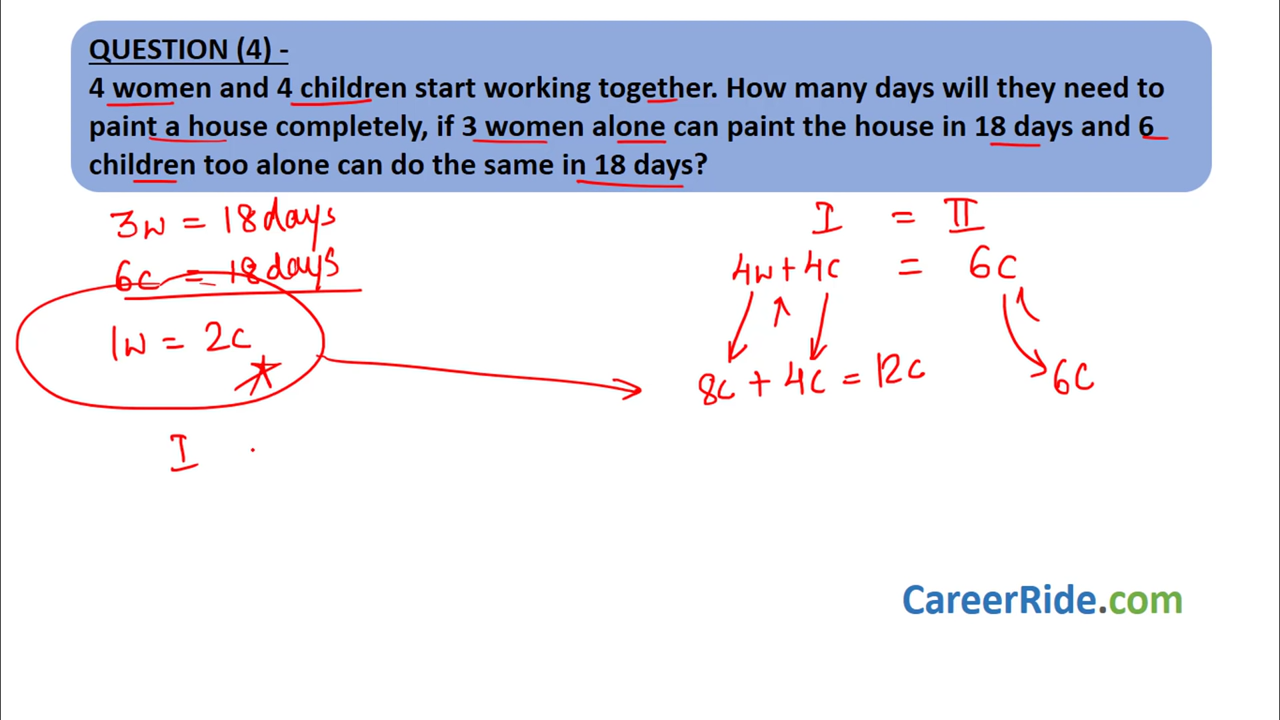 QUESTION (4) -
4 women and 4 children start working together. How many days will they need to
paint a house completely, if 3 women alone can paint the house in 18 days and 6
children too alone can do the same in 18 days?
3W = 18 days
6C = 18 days
1W = 2C
I
I = II
4W + 4C = 6C
8C + 4C = 12C
6C
CareerRide.com